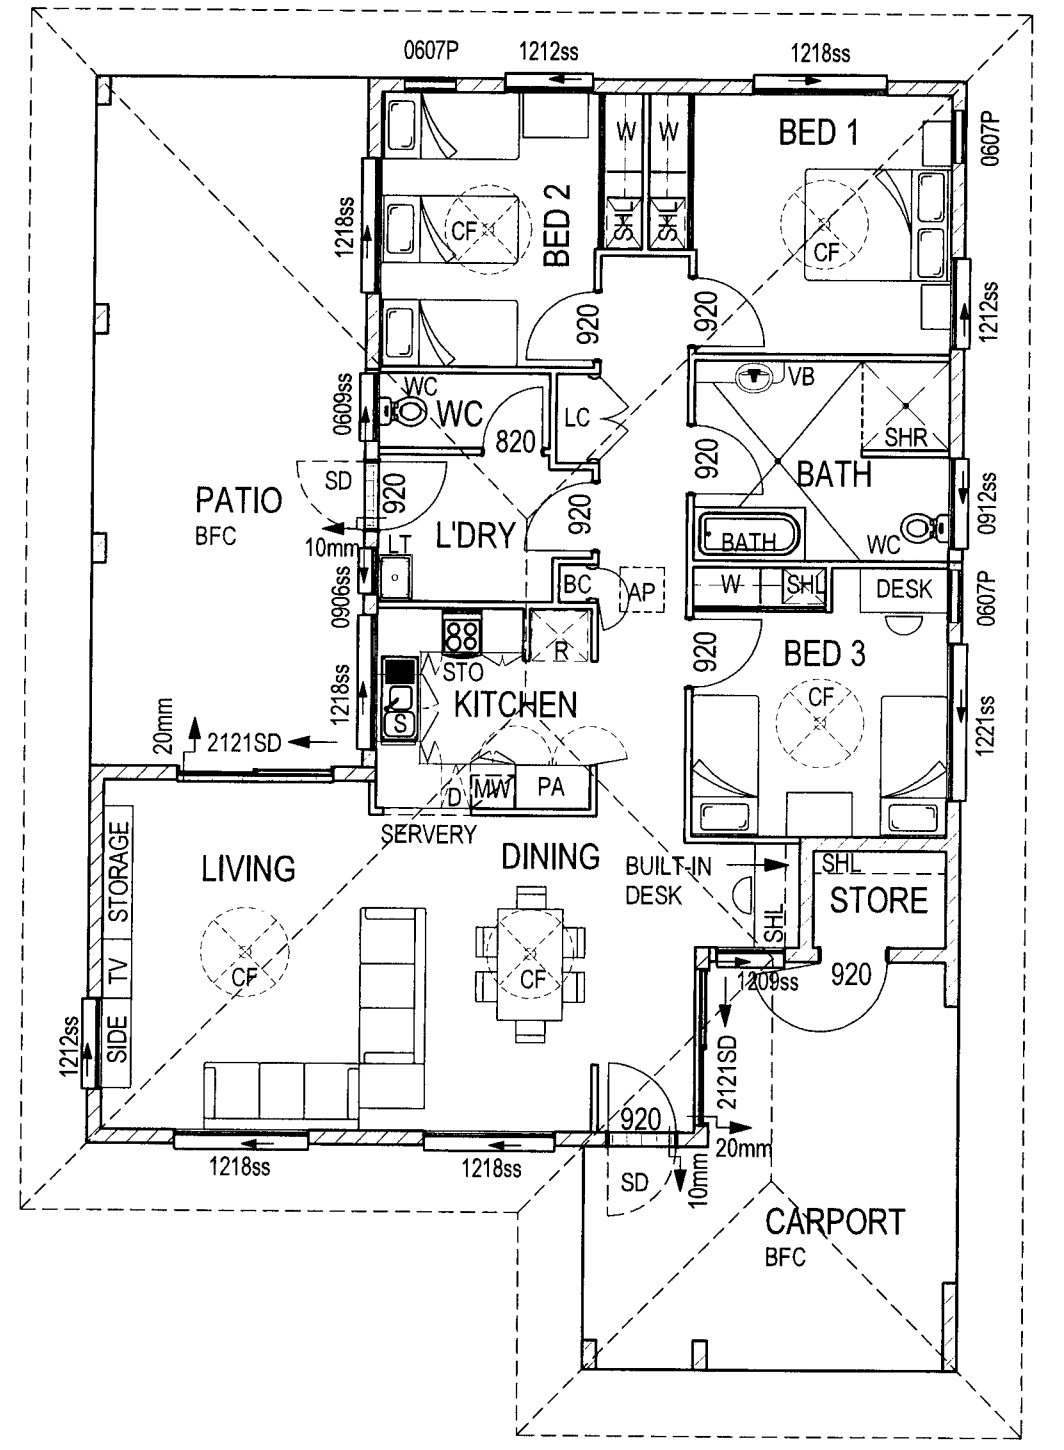 0607P
1212ss
1218ss
W
W
BED 1
0607P
SHL
SHL
1218ss
CF
BED 2
CF
1212ss
920
920
0609ss
WC
WC
820
LC
VB
SHR
SD
920
920
920
BATH
0912ss
PATIO
BFC
10mm
LT
L'DRY
BATH
WC
0906ss
BC
AP
W
SHL
DESK
0607P
R
920
BED 3
STO
KITCHEN
S
CF
1218ss
1221ss
20mm
2121SD
D
MW
PA
SERVERY
STORAGE
LIVING
DINING
BUILT-IN
DESK
SHL
STORE
SHL
TV
CF
CF
1209ss
920
SIDE
1212ss
2121SD
920
20mm
1218ss
1218ss
SD
10mm
CARPORT
BFC